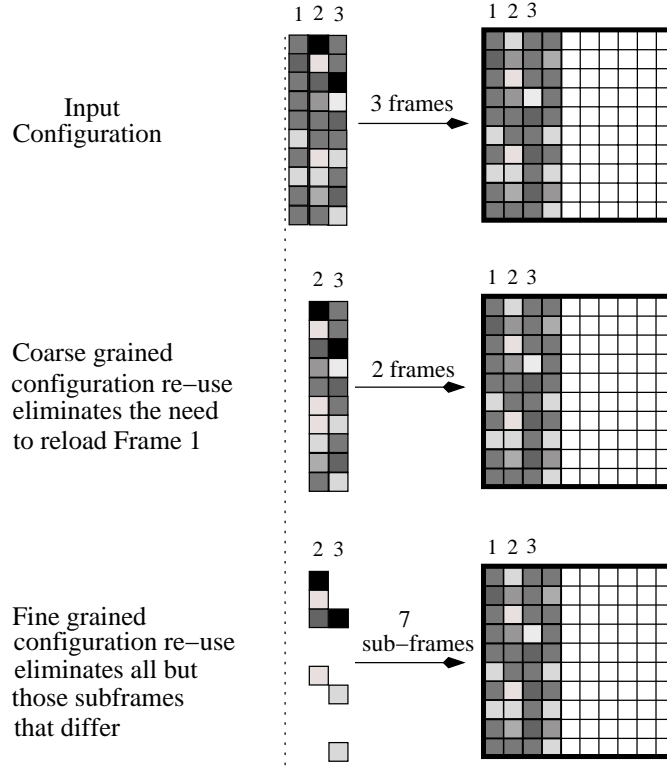 1 2 3
1 2 3
Input
Configuration
3 frames
2 3
1 2 3
Coarse grained
configuration re-use
eliminates the need
to reload Frame 1
2 frames
2 3
1 2 3
Fine grained
configuration re-use
eliminates all but
those subframes
that differ
7
sub-frames